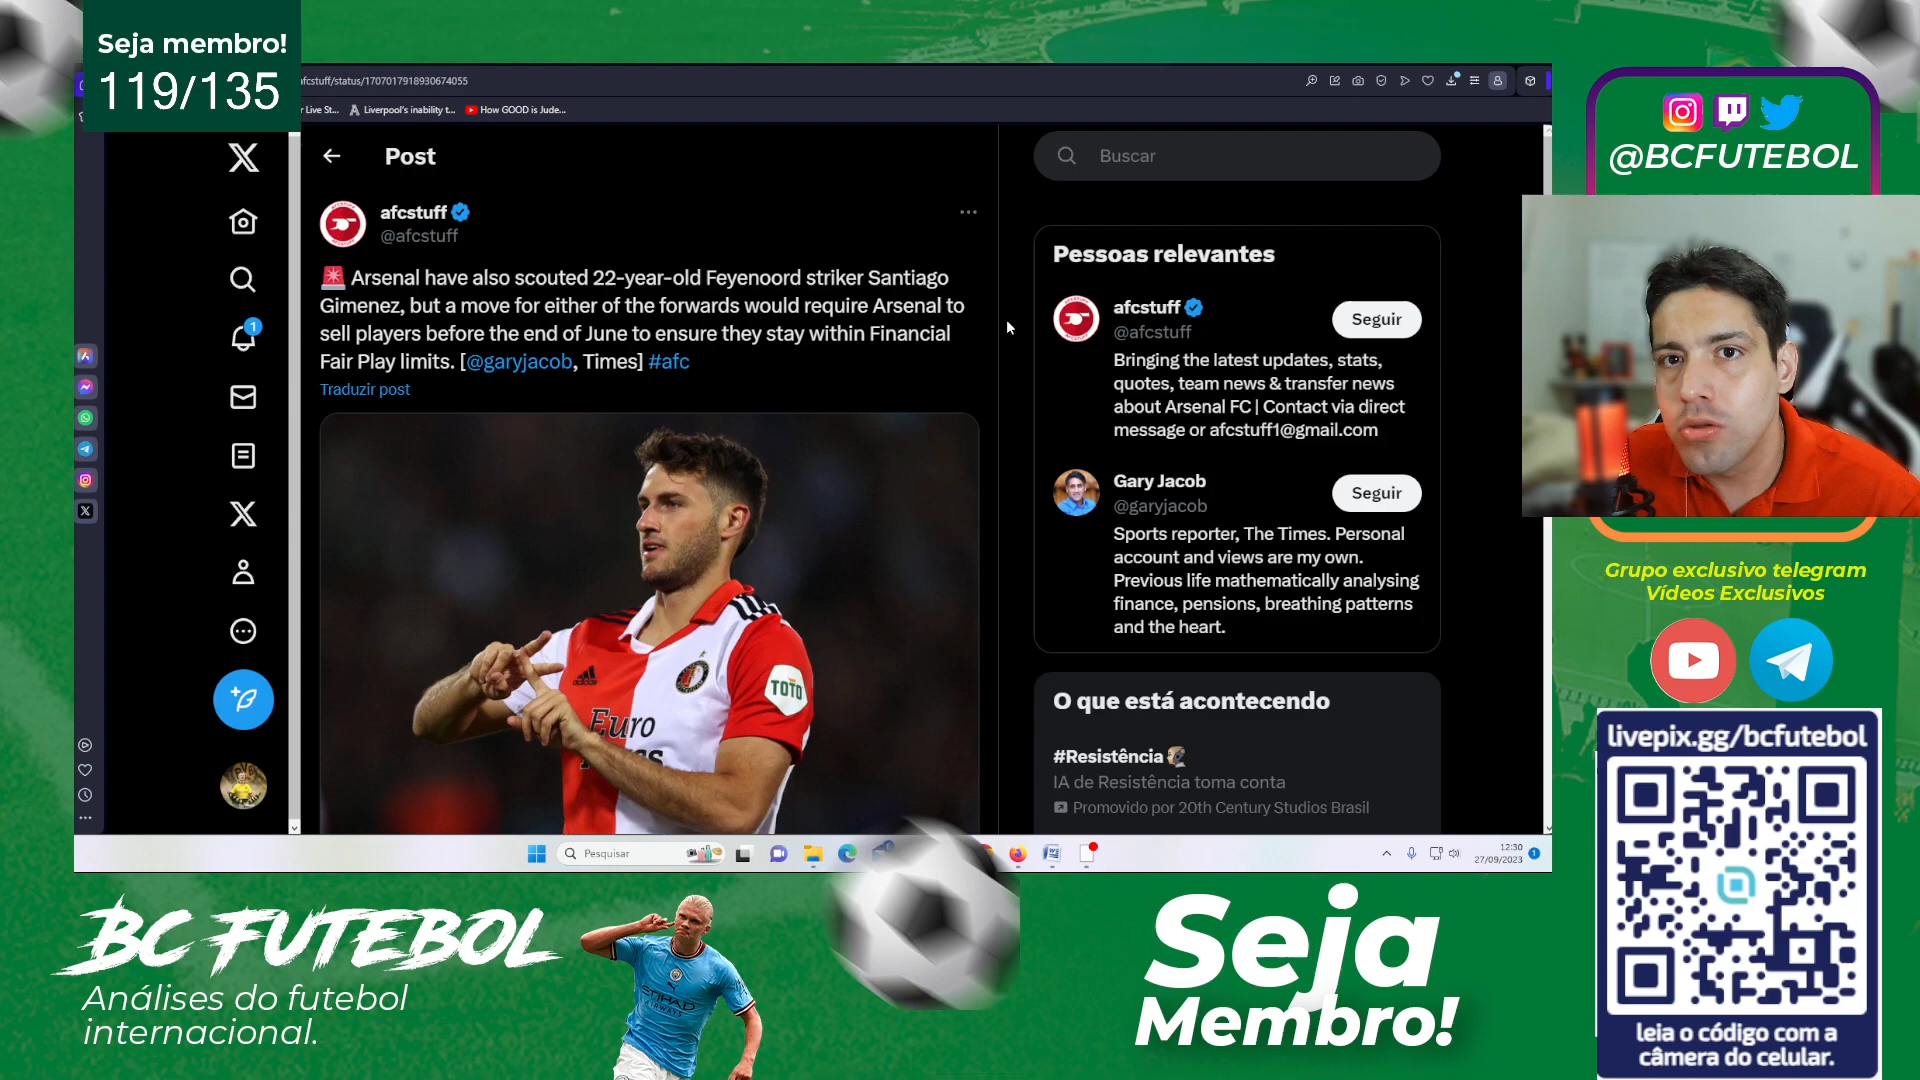 Seja membro!
119/135
afcstuff/status/1707017918930674055
r Live St...
Liverpool's inability t...
How GOOD is Jude...
X
Post
afcstuff
@afcstuff
Arsenal have also scouted 22-year-old Feyenoord striker Santiago
Gimenez, but a move for either of the forwards would require Arsenal to
sell players before the end of June to ensure they stay within Financial
Fair Play limits. [@garyjacob, Times] #afc
Traduzir post
1
TOTO
Euro
Buscar
Pessoas relevantes
afcstuff
@afcstuff
Seguir
Bringing the latest updates, stats,
quotes, team news & transfer news
about Arsenal FC | Contact via direct
message or afcstuff1@gmail.com
Gary Jacob
@garyjacob
Seguir
Sports reporter, The Times. Personal
account and views are my own.
Previous life mathematically analysing
finance, pensions, breathing patterns
and the heart.
O que está acontecendo
#Resistência
IA de Resistência toma conta
Promovido por 20th Century Studios Brasil
Pesquisar
12:30
27/09/2023
1
@BCFUTEBOL
Grupo exclusivo telegram
Vídeos Exclusivos
livepix.gg/bcfutebol
leia o código com a
câmera do celular.
BC FUTEBOL
Análises do futebol
internacional.
ETIHAD
AIRWAYS
Seja
Membro!